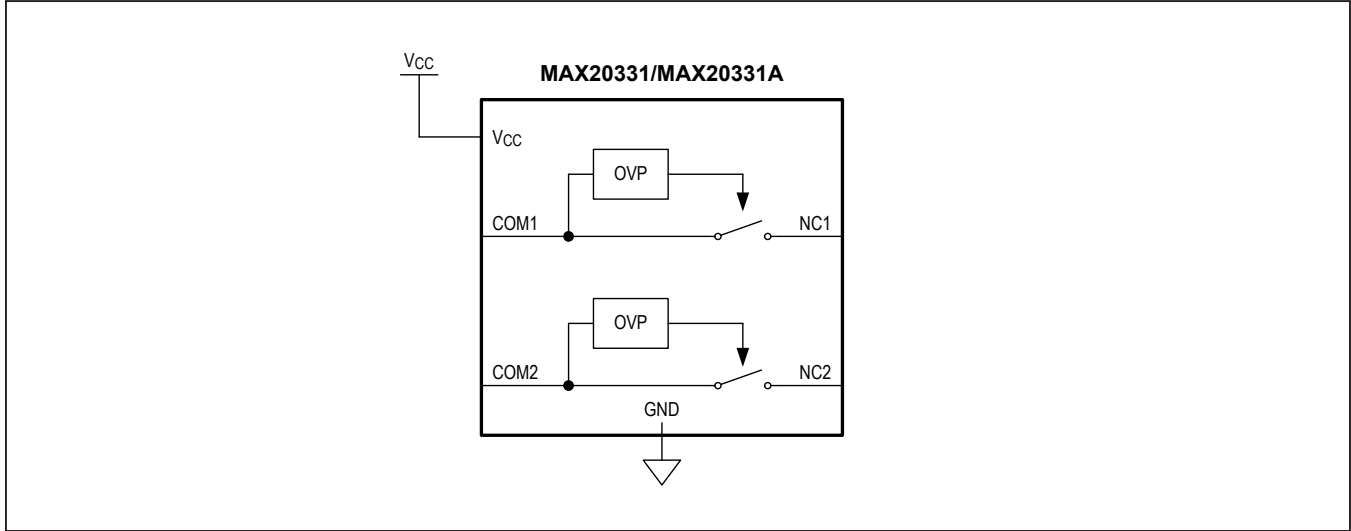 VCC
MAX20331/MAX20331A
VCC
OVP
COM1
NC1
OVP
COM2
NC2
GND